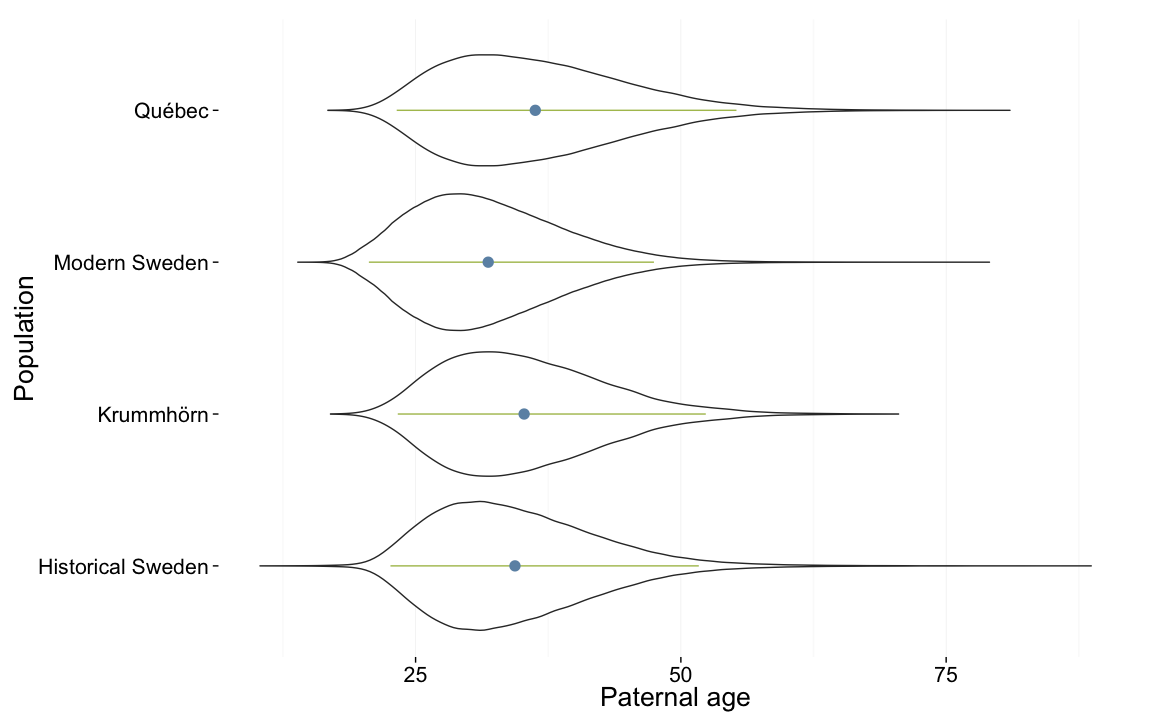 Population
Québec
Modern Sweden
Krummhörn
Historical Sweden
25 50 75
Paternal age